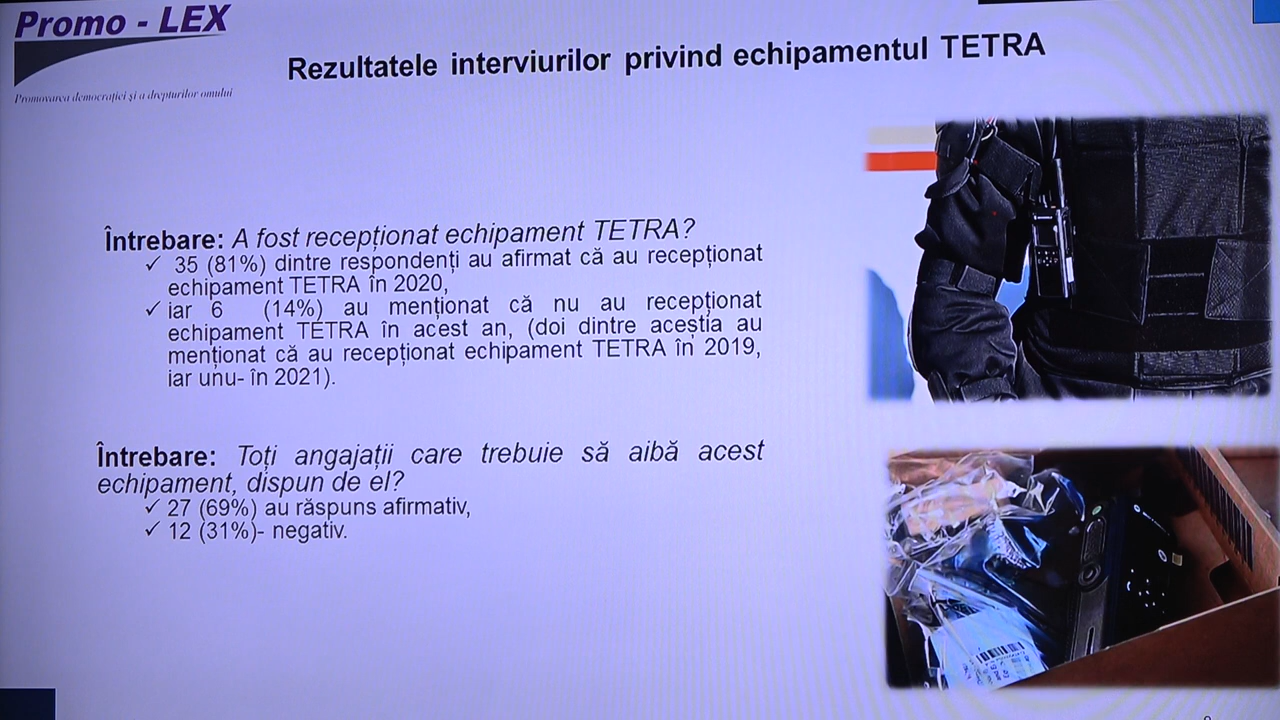 Promo - LEX
Promovarea democrației și a drepturilor omului
Rezultatele interviurilor privind echipamentul TETRA
Întrebare: A fost recepționat echipament TETRA?
✓ 35 (81%) dintre respondenți au afirmat că au recepționat
echipament TETRA în 2020,
✓ iar 6 (14%) au menționat că nu au recepționat
echipament TETRA în acest an, (doi dintre aceștia au
menționat că au recepționat echipament TETRA în 2019,
iar unu- în 2021).
Întrebare: Toți angajații care trebuie să aibă acest
echipament, dispun de el?
✓ 27 (69%) au răspuns afirmativ,
✓ 12 (31%)- negativ.